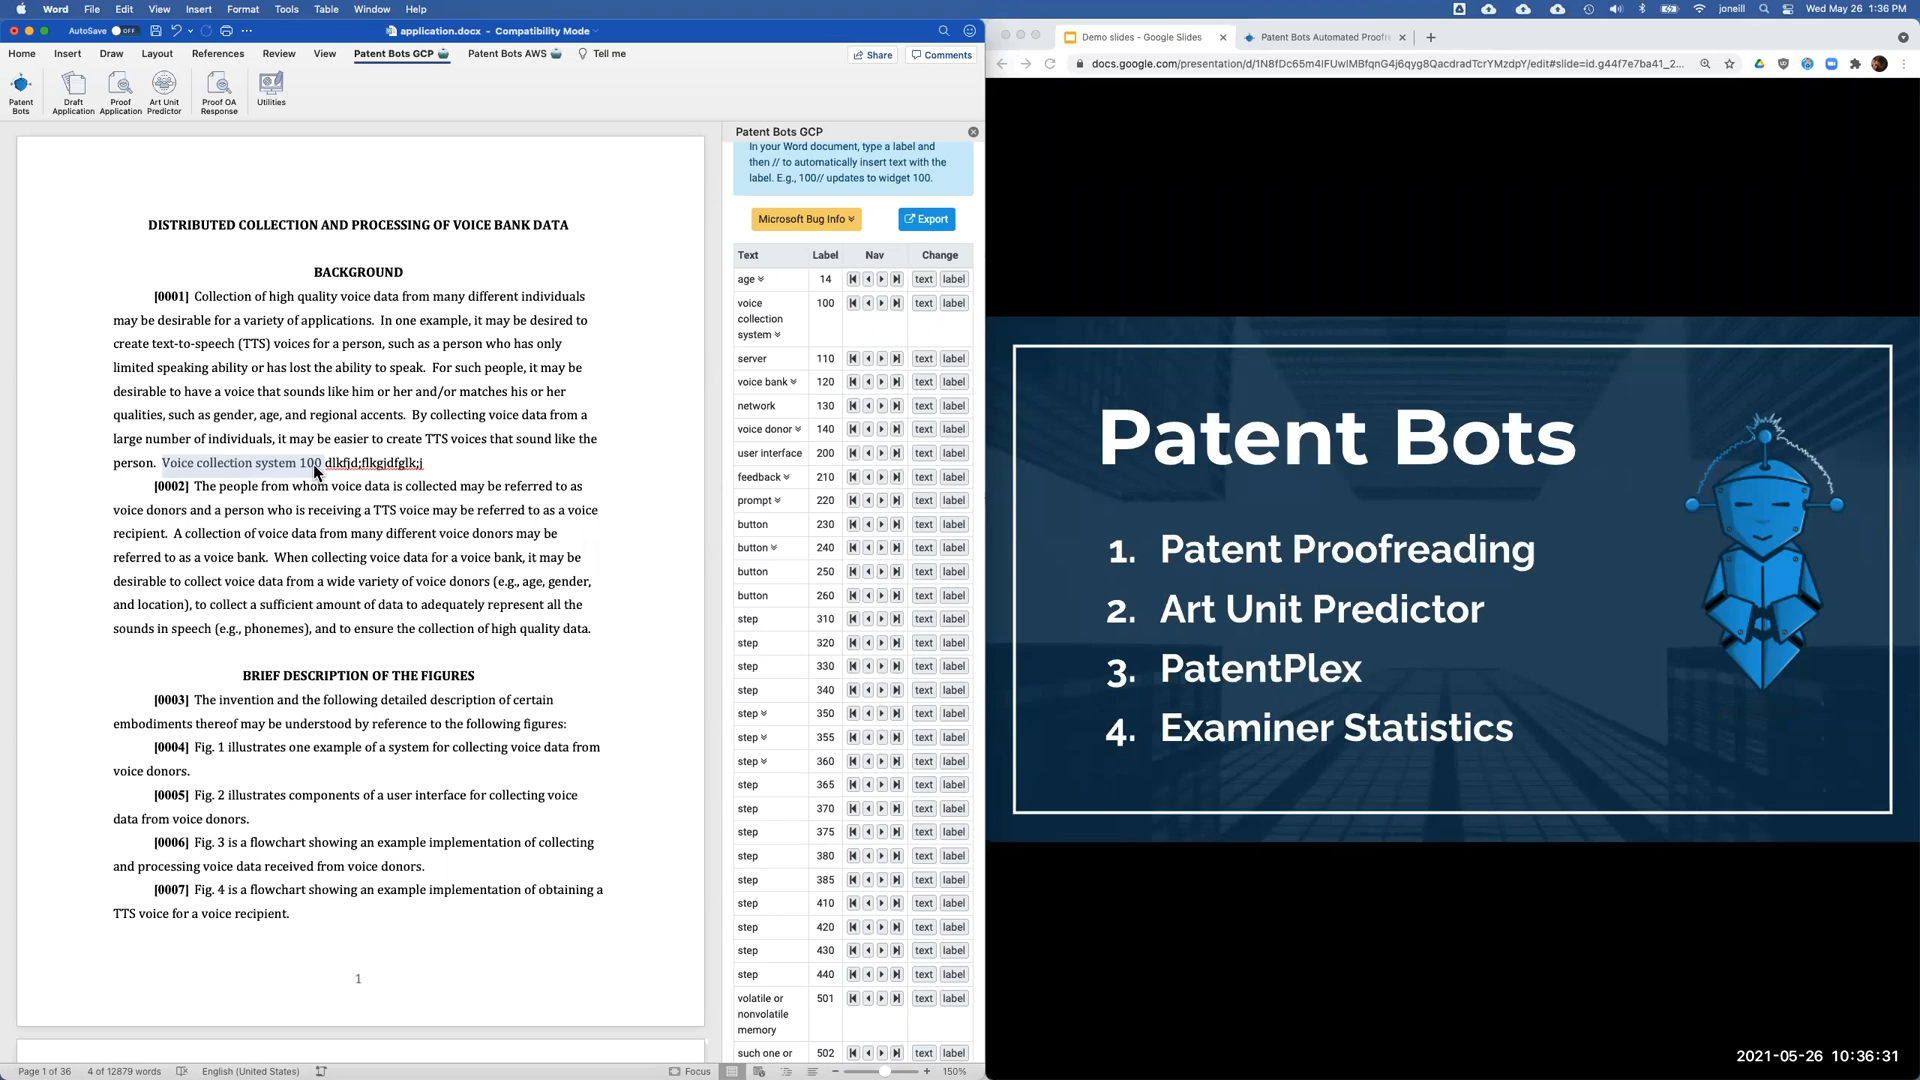 Word File Edit View Insert Format Tools Table Window Help
joneill Wed May 26 1:36 PM
AutoSave OFF
application.docx - Compatibility Mode
Home Insert Draw Layout References Review View Patent Bots GCP Patent Bots AWS Tell me
Share Comments
Patent Bots
Draft Application
Proof Application
Art Unit Predictor
Proof OA Response
Utilities
DISTRIBUTED COLLECTION AND PROCESSING OF VOICE BANK DATA
BACKGROUND
[0001] Collection of high quality voice data from many different individuals
may be desirable for a variety of applications. In one example, it may be desired to
create text-to-speech (TTS) voices for a person, such as a person who has only
limited speaking ability or has lost the ability to speak. For such people, it may be
desirable to have a voice that sounds like him or her and/or matches his or her
qualities, such as gender, age, and regional accents. By collecting voice data from a
large number of individuals, it may be easier to create TTS voices that sound like the
person. Voice collection system 100 dlkfjd;flkgjdfglk;j
[0002] The people from whom voice data is collected may be referred to as
voice donors and a person who is receiving a TTS voice may be referred to as a voice
recipient. A collection of voice data from many different voice donors may be
referred to as a voice bank. When collecting voice data for a voice bank, it may be
desirable to collect voice data from a wide variety of voice donors (e.g., age, gender,
and location), to collect a sufficient amount of data to adequately represent all the
sounds in speech (e.g., phonemes), and to ensure the collection of high quality data.
BRIEF DESCRIPTION OF THE FIGURES
[0003] The invention and the following detailed description of certain
embodiments thereof may be understood by reference to the following figures:
[0004] Fig. 1 illustrates one example of a system for collecting voice data from
voice donors.
[0005] Fig. 2 illustrates components of a user interface for collecting voice
data from voice donors.
[0006] Fig. 3 is a flowchart showing an example implementation of collecting
and processing voice data received from voice donors.
[0007] Fig. 4 is a flowchart showing an example implementation of obtaining a
TTS voice for a voice recipient.
1
Page 1 of 36 4 of 12879 words English (United States) Focus 150%
Patent Bots GCP
In your Word document, type a label and
then // to automatically insert text with the
label. E.g., 100// updates to widget 100.
Microsoft Bug Info Export
Text Label Nav Change
age 14 text label
voice collection system 100 text label
server 110 text label
voice bank 120 text label
network 130 text label
voice donor 140 text label
user interface 200 text label
feedback 210 text label
prompt 220 text label
button 230 text label
button 240 text label
button 250 text label
button 260 text label
step 310 text label
step 320 text label
step 330 text label
step 340 text label
step 350 text label
step 355 text label
step 360 text label
step 365 text label
step 370 text label
step 375 text label
step 380 text label
step 385 text label
step 410 text label
step 420 text label
step 430 text label
step 440 text label
volatile or nonvolatile memory 501 text label
such one or 502 text label
Demo slides - Google Slides
Patent Bots Automated Proofre
Patent Bots
1. Patent Proofreading
2. Art Unit Predictor
3. PatentPlex
4. Examiner Statistics
2021-05-26 10:36:31